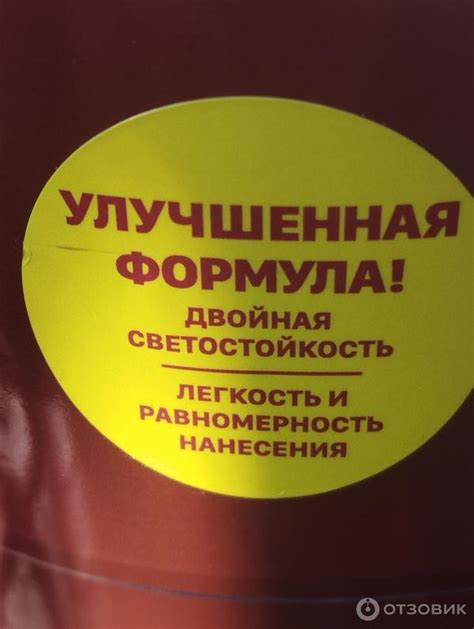 УЛУЧШЕННАЯ
ФОРМУЛА!
ДВОЙНАЯ
СВЕТОСТОЙКОСТЬ
ЛЕГКОСТЬ И
РАВНОМЕРНОСТЬ
НАНЕСЕНИЯ
ОТЗОВИК